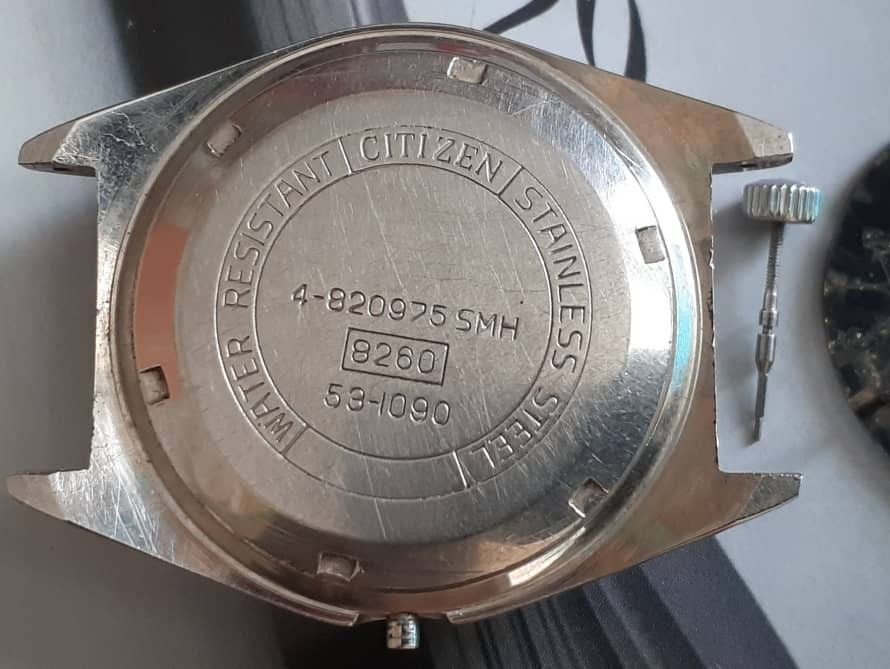 WATER RESISTANT
CITIZEN
STAINLESS STEEL
4-820975 SMH
8260
53-1090